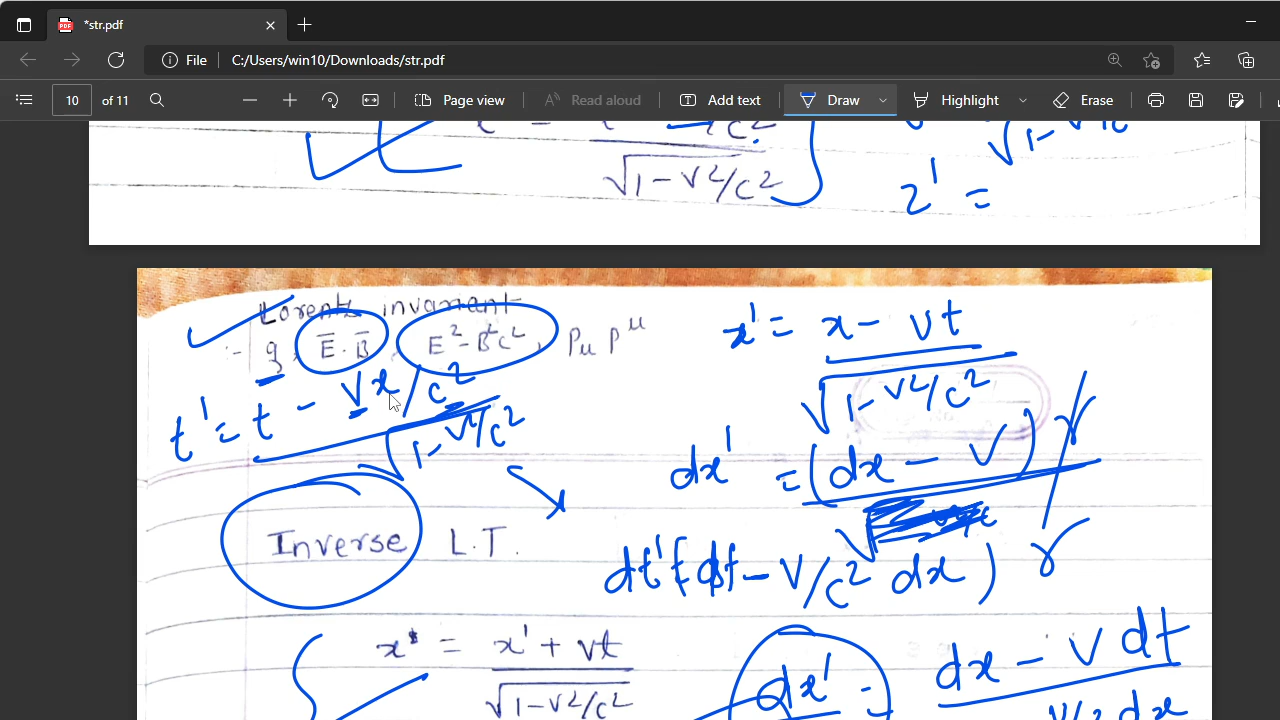 *str.pdf
File C:/Users/win10/Downloads/str.pdf
10 of 11 Page view Read aloud Add text Draw Highlight Erase
√1 - V²/c²
z' =
Lorentz invariant
:- q, E̅ · B̅, E² - B²c², Pμ P^μ
x' = x - vt
√1 - V²/c²
t' = t - Vx/c²
√1 - V²/c²
dx' = (dx - V) γ
Inverse L.T.
dt' = (dt - V/c² dx) γ
x = x' + vt
√1 - V²/c²
dx' = dx - V dt
V/c dx